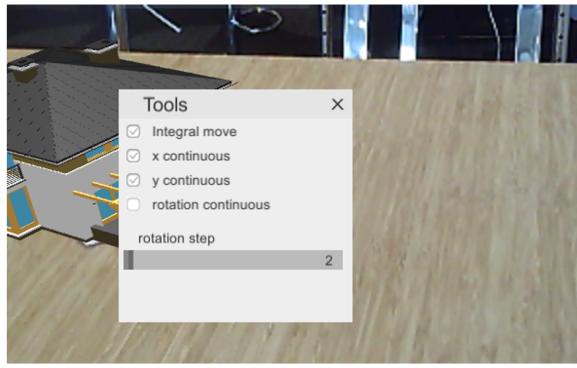 Tools
Integral move
x continuous
y continuous
rotation continuous
rotation step
2